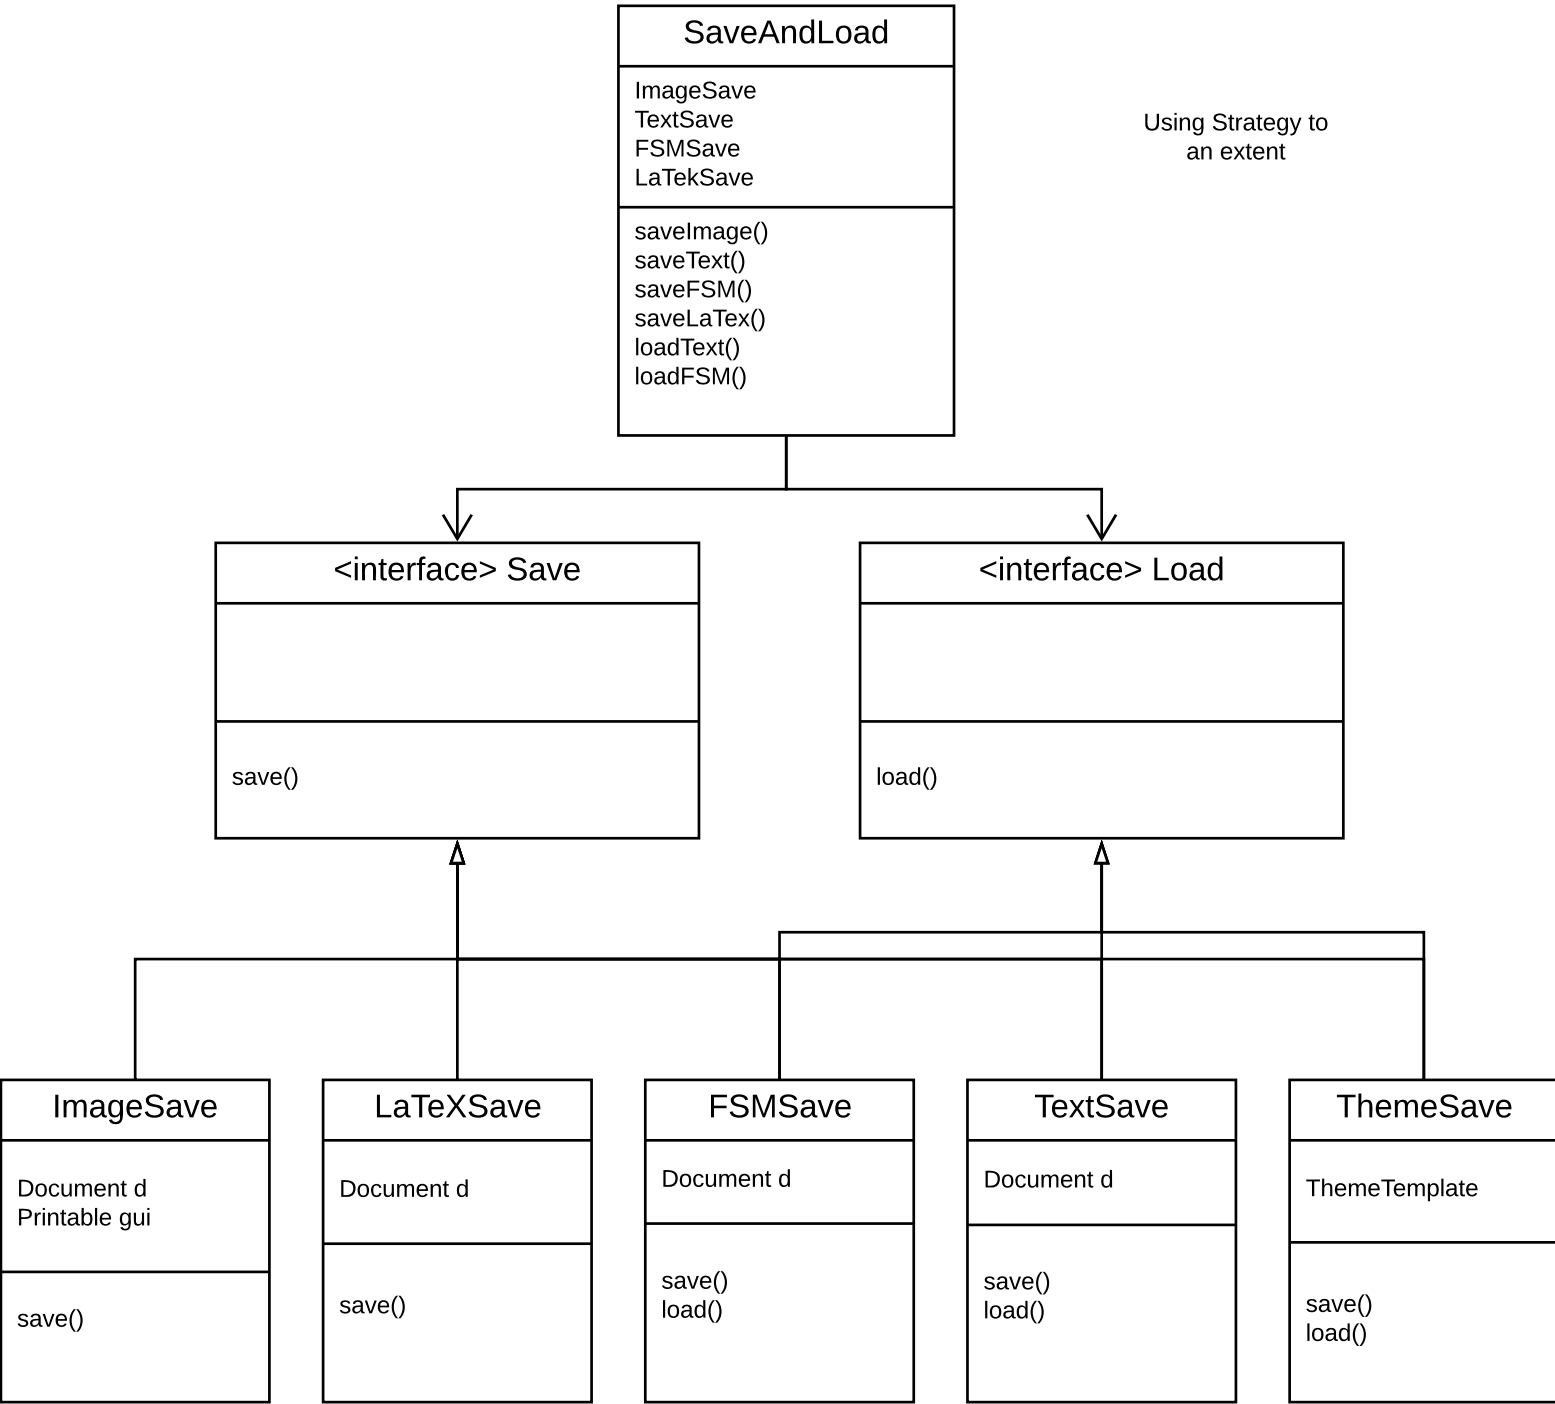 SaveAndLoad
ImageSave
TextSave
FSMSave
LaTekSave
saveImage()
saveText()
saveFSM()
saveLaTex()
loadText()
loadFSM()
Using Strategy to
an extent
<interface> Save
save()
<interface> Load
load()
ImageSave
Document d
Printable gui
save()
LaTeXSave
Document d
save()
FSMSave
Document d
save()
load()
TextSave
Document d
save()
load()
ThemeSave
ThemeTemplate
save()
load()